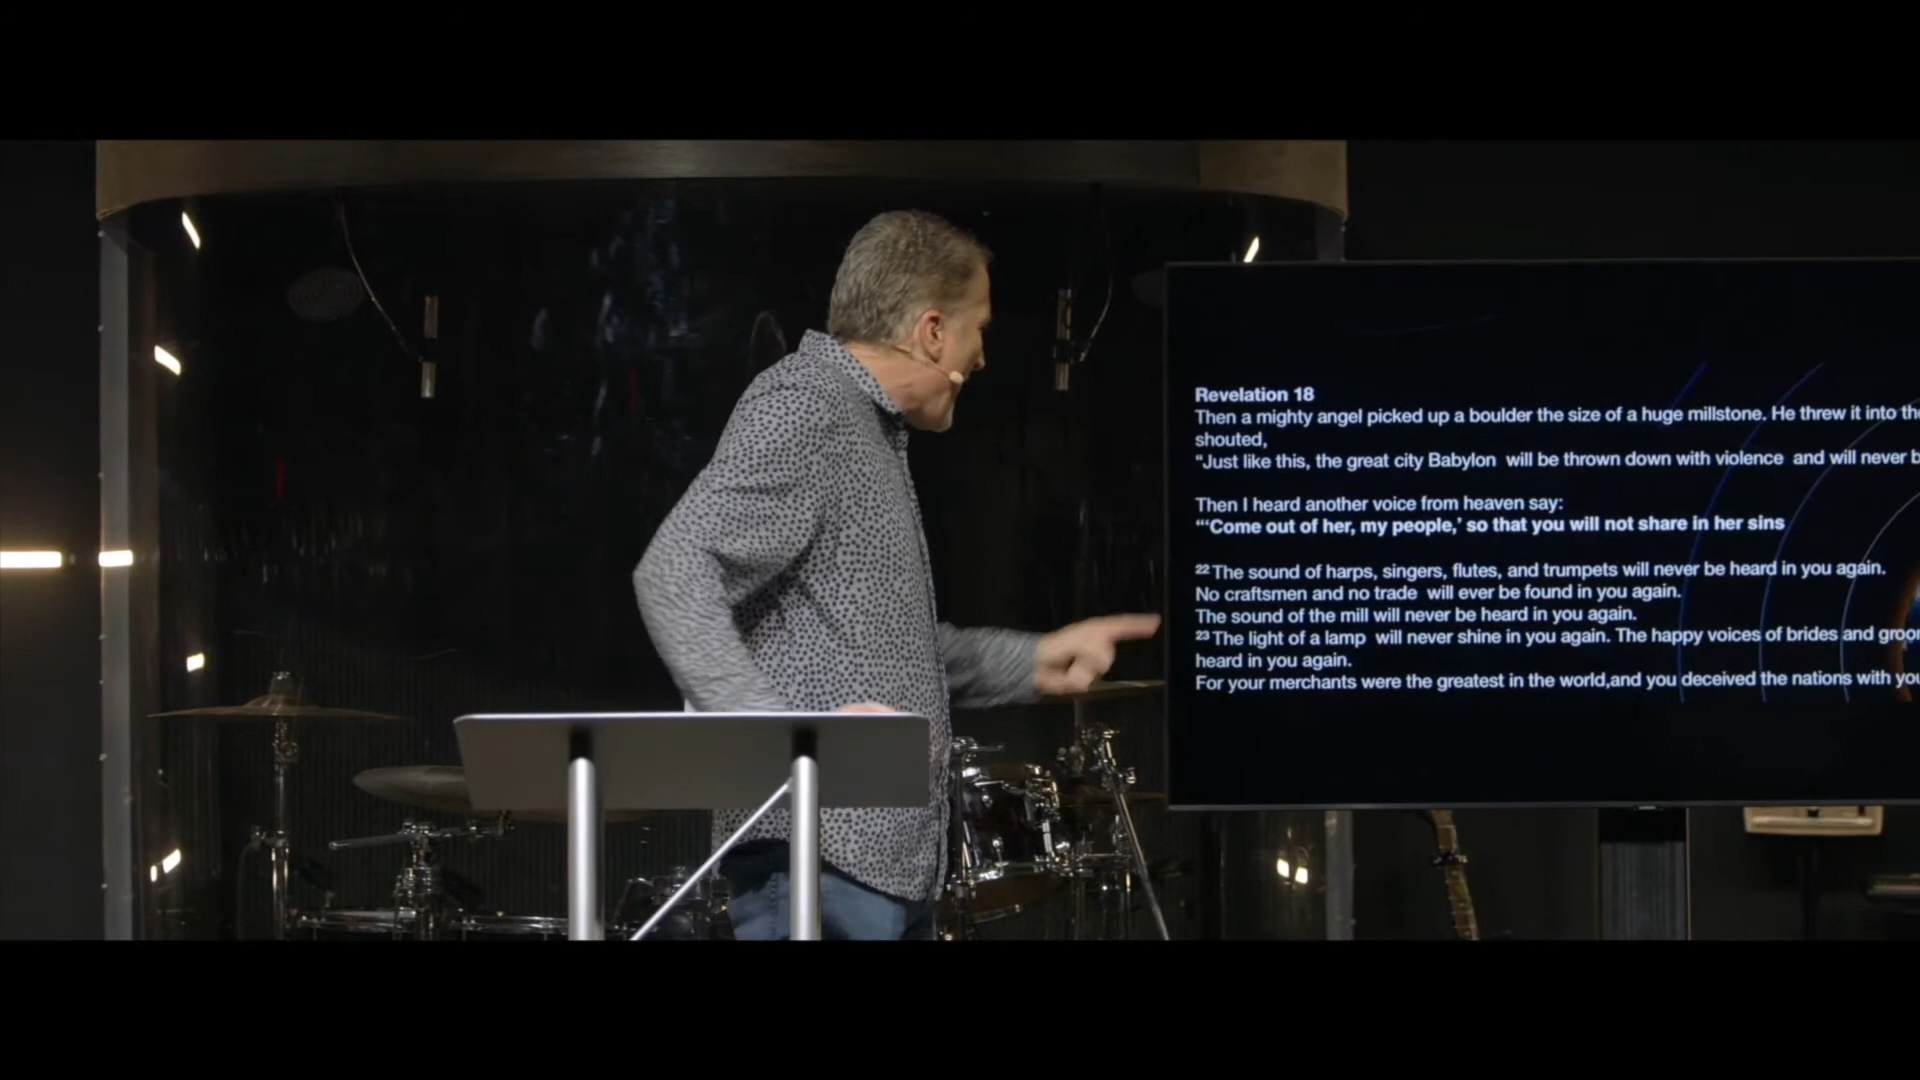 Revelation 18
Then a mighty angel picked up a boulder the size of a huge millstone. He threw it into the
shouted,
“Just like this, the great city Babylon will be thrown down with violence and will never
Then I heard another voice from heaven say:
“‘Come out of her, my people,’ so that you will not share in her sins
22 The sound of harps, singers, flutes, and trumpets will never be heard in you again.
No craftsmen and no trade will ever be found in you again.
The sound of the mill will never be heard in you again.
23 The light of a lamp will never shine in you again. The happy voices of brides and
heard in you again.
For your merchants were the greatest in the world,and you deceived the nations with